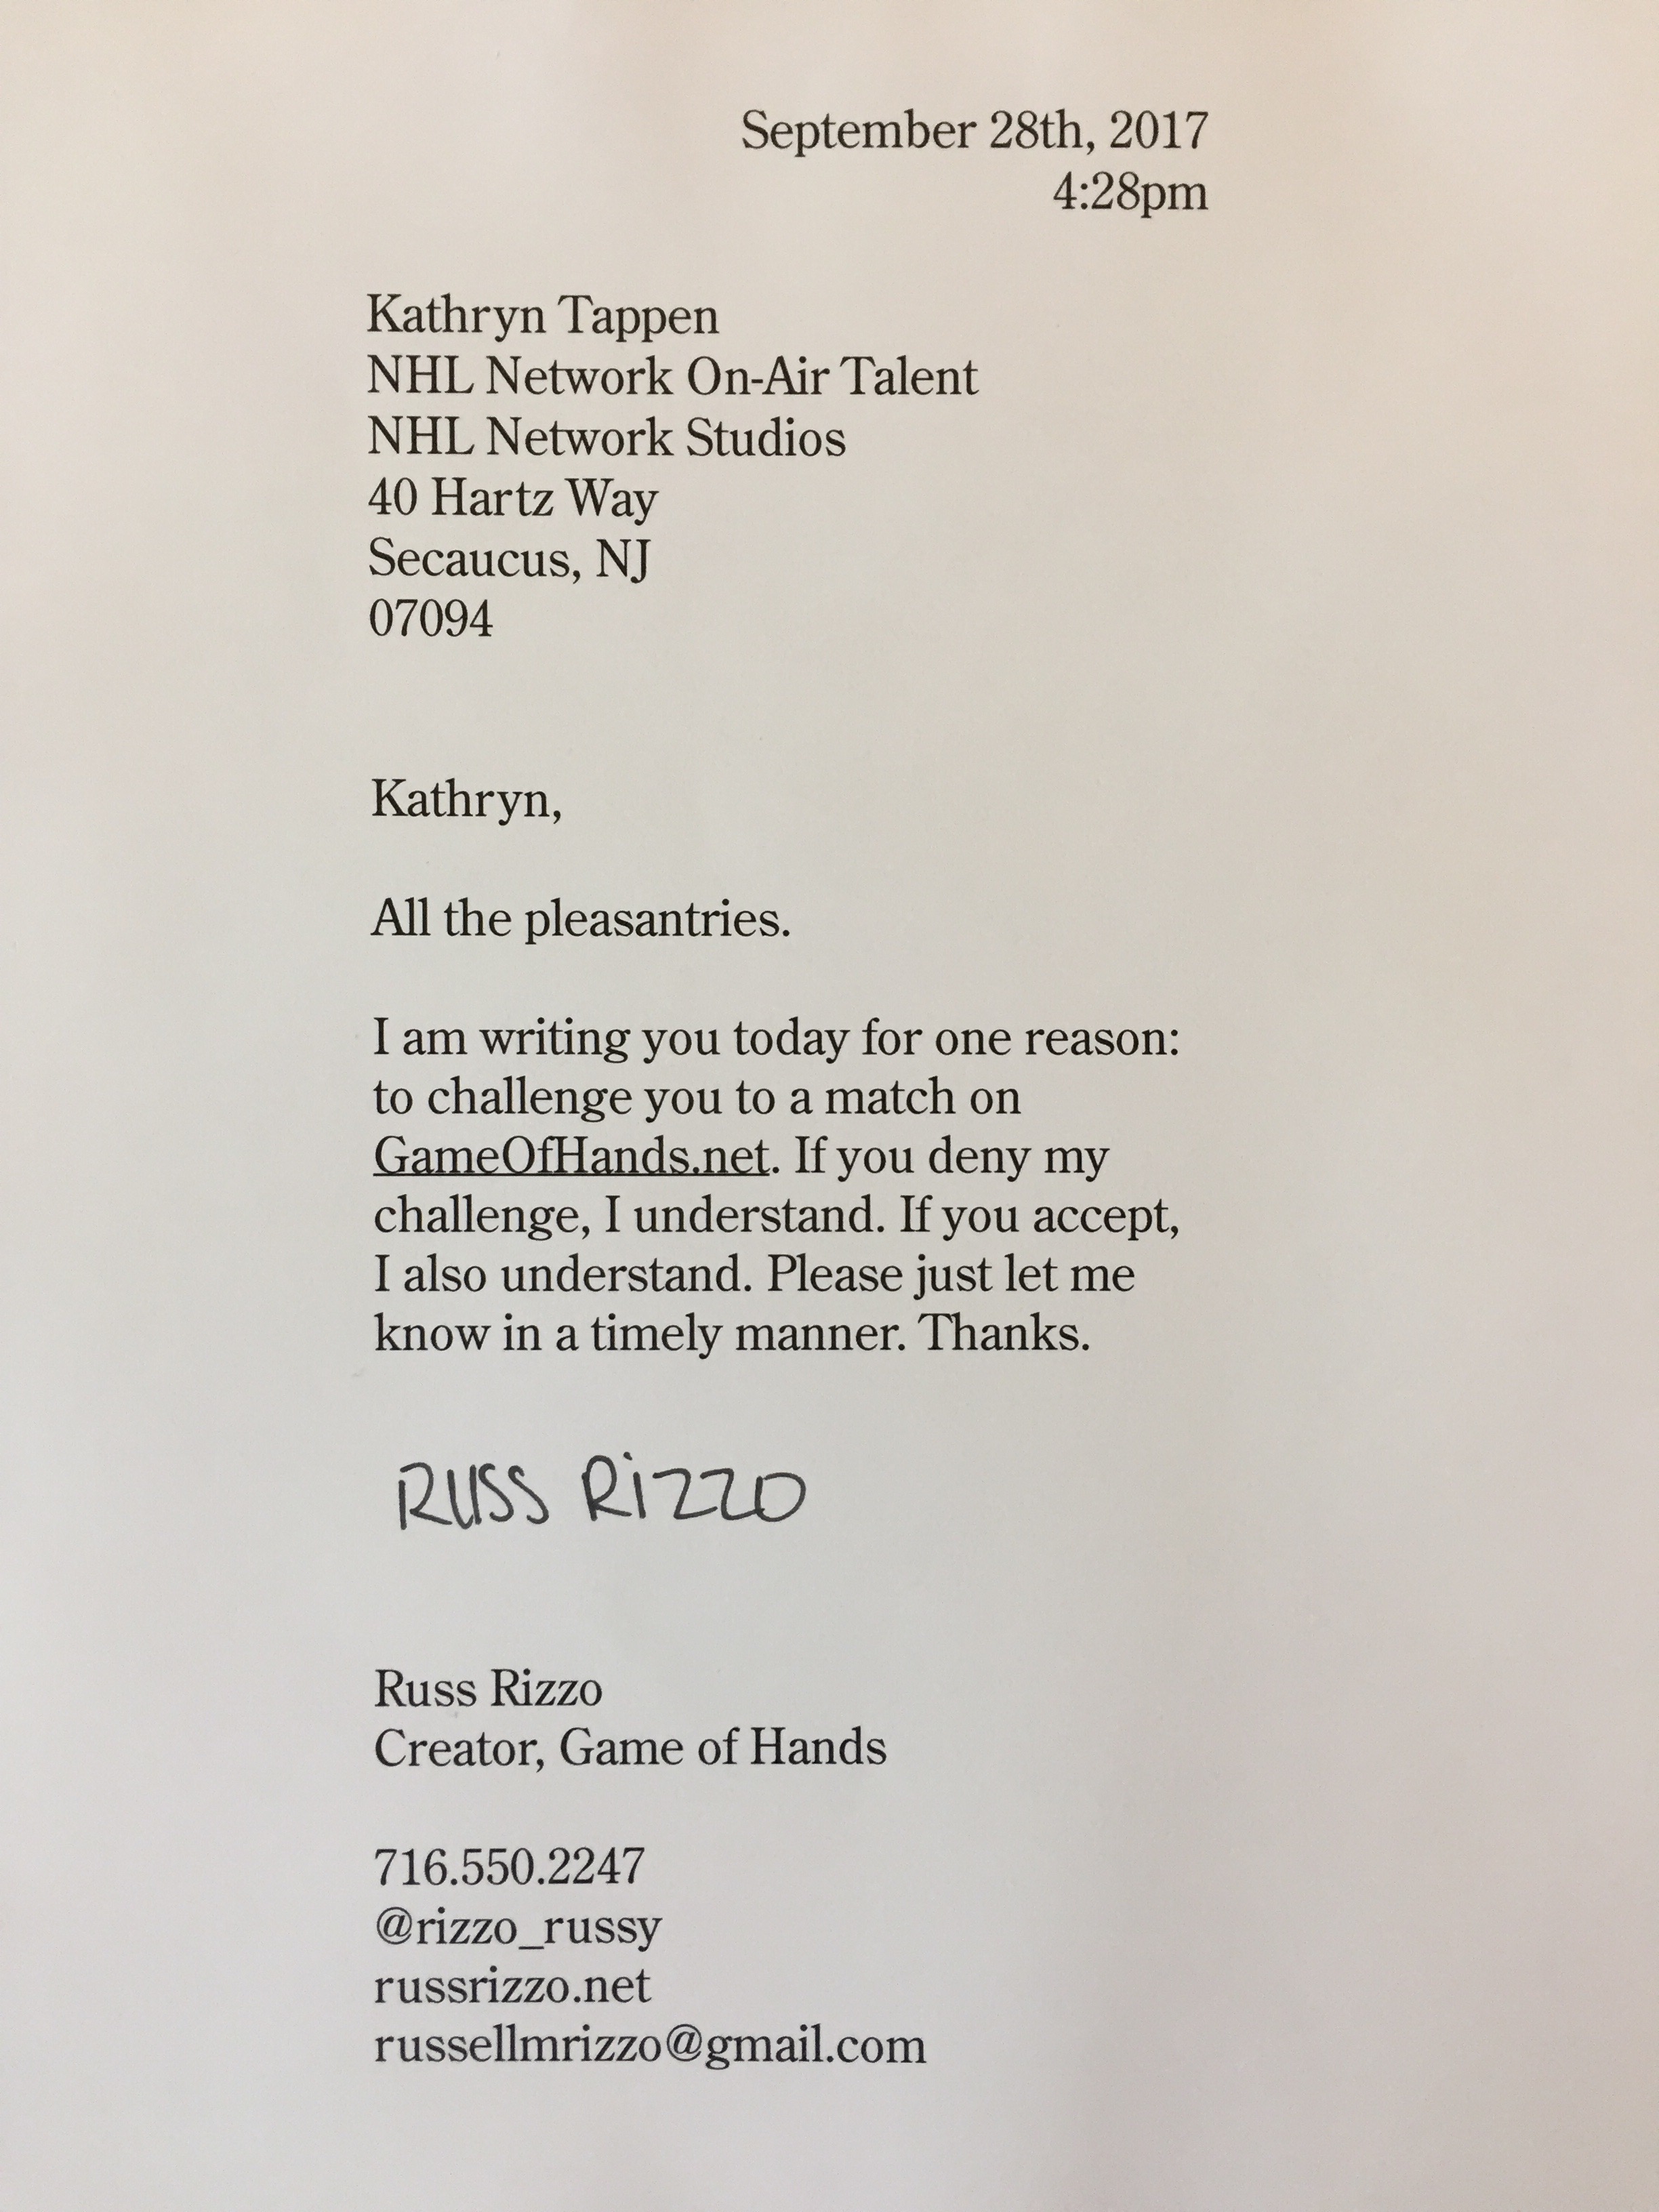 September 28th, 2017
4:28pm
Kathryn Tappen
NHL Network On-Air Talent
NHL Network Studios
40 Hartz Way
Secaucus, NJ
07094
Kathryn,
All the pleasantries.
I am writing you today for one reason:
to challenge you to a match on
GameOfHands.net. If you deny my
challenge, I understand. If you accept,
I also understand. Please just let me
know in a timely manner. Thanks.
RUSS RiZZO
Russ Rizzo
Creator, Game of Hands
716.550.2247
@rizzo_russy
russrizzo.net
russellmrizzo@gmail.com